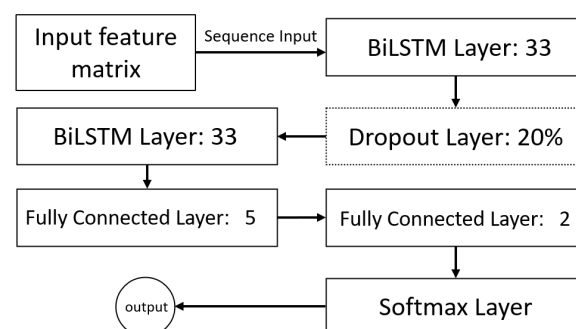 Input feature
matrix
Sequence Input
BiLSTM Layer: 33
Dropout Layer: 20%
BiLSTM Layer: 33
Fully Connected Layer: 5
Fully Connected Layer: 2
Softmax Layer
output